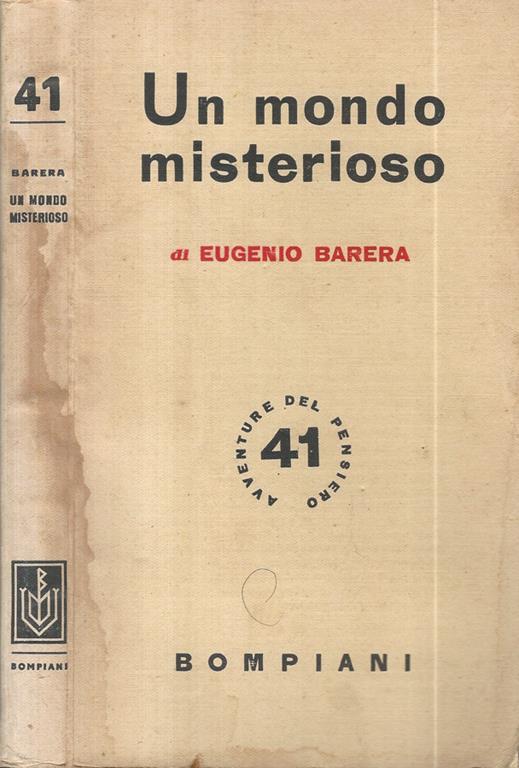 41
BARERA
UN MONDO
MISTERIOSO
B
BOMPIANI
Un mondo
misterioso
di EUGENIO BARERA
AVVENTURE DEL PENSIERO
41
BOMPIANI